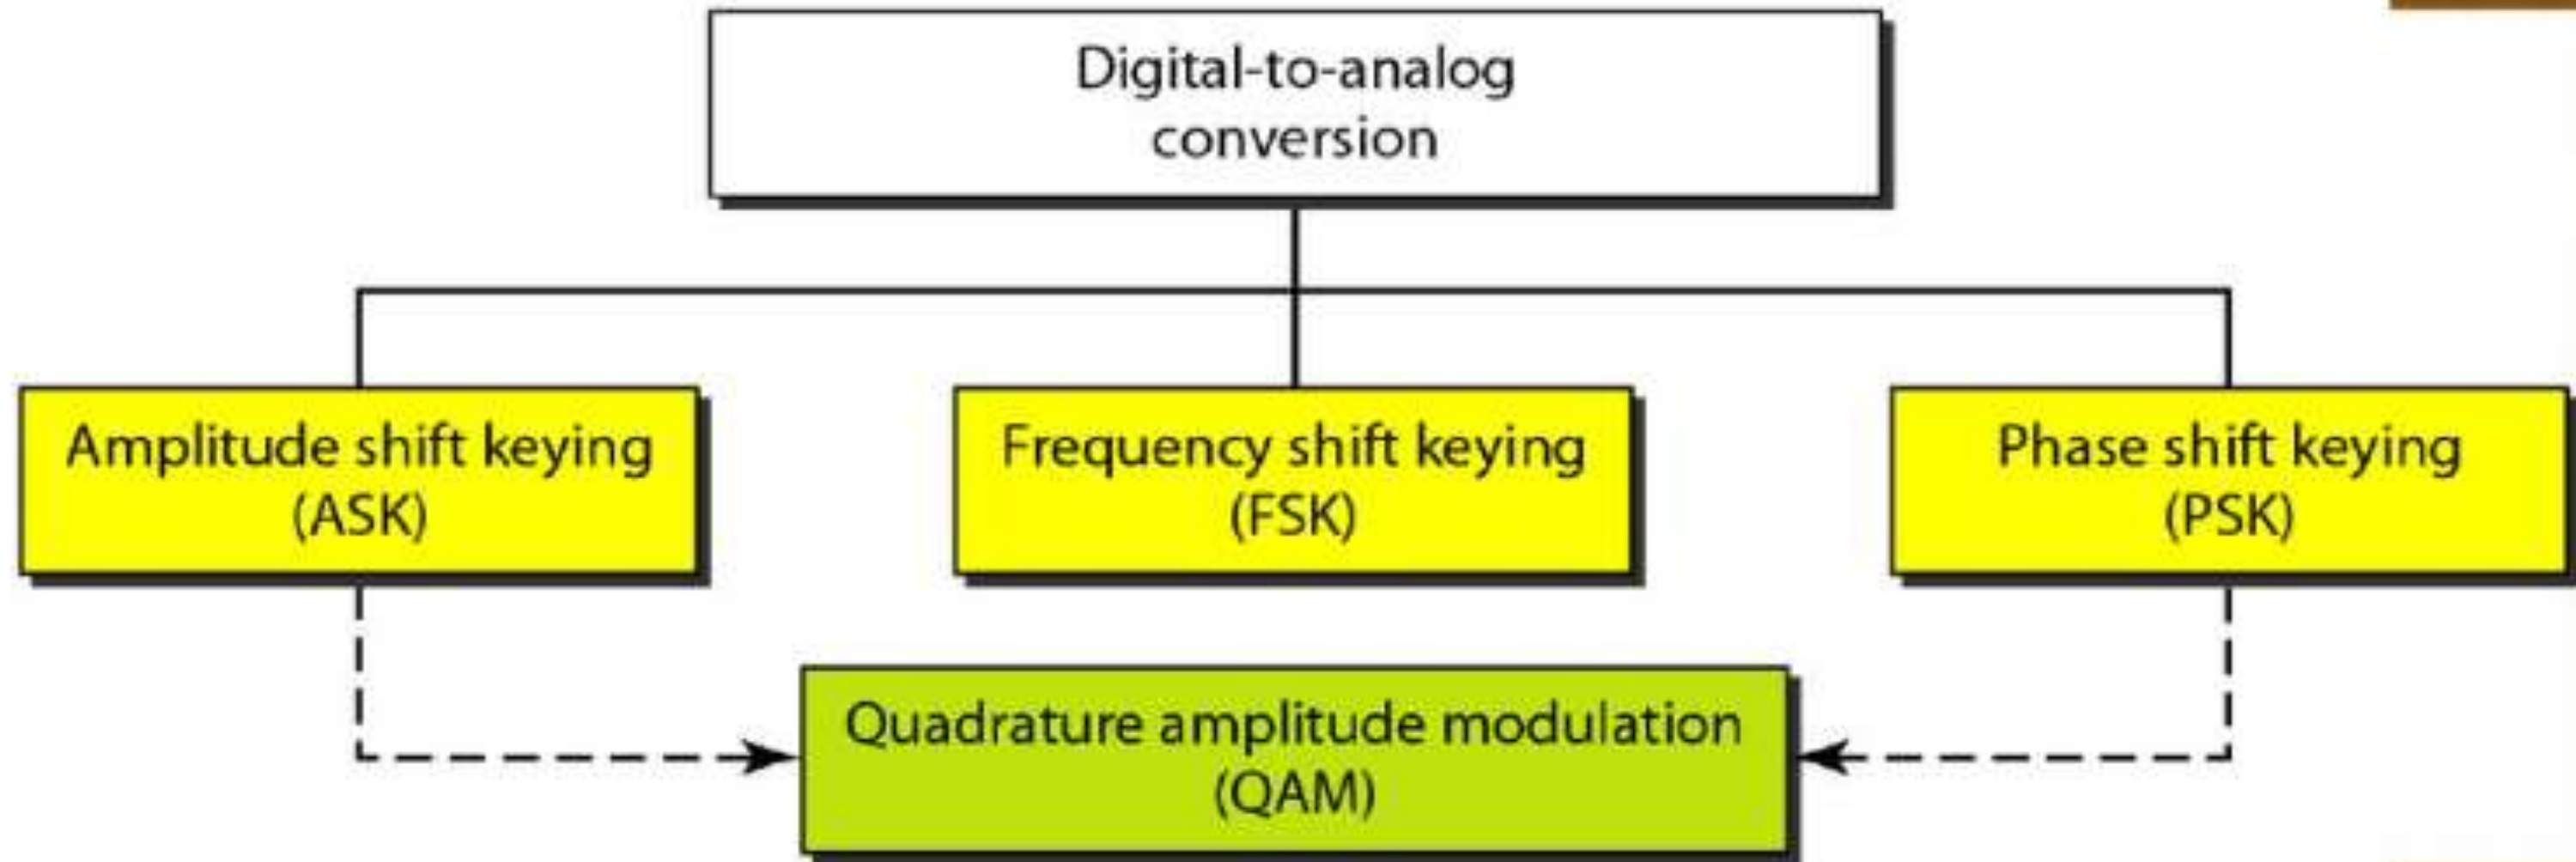 Digital-to-analog
conversion
Amplitude shift keying
(ASK)
Frequency shift keying
(FSK)
Phase shift keying
(PSK)
Quadrature amplitude modulation
(QAM)